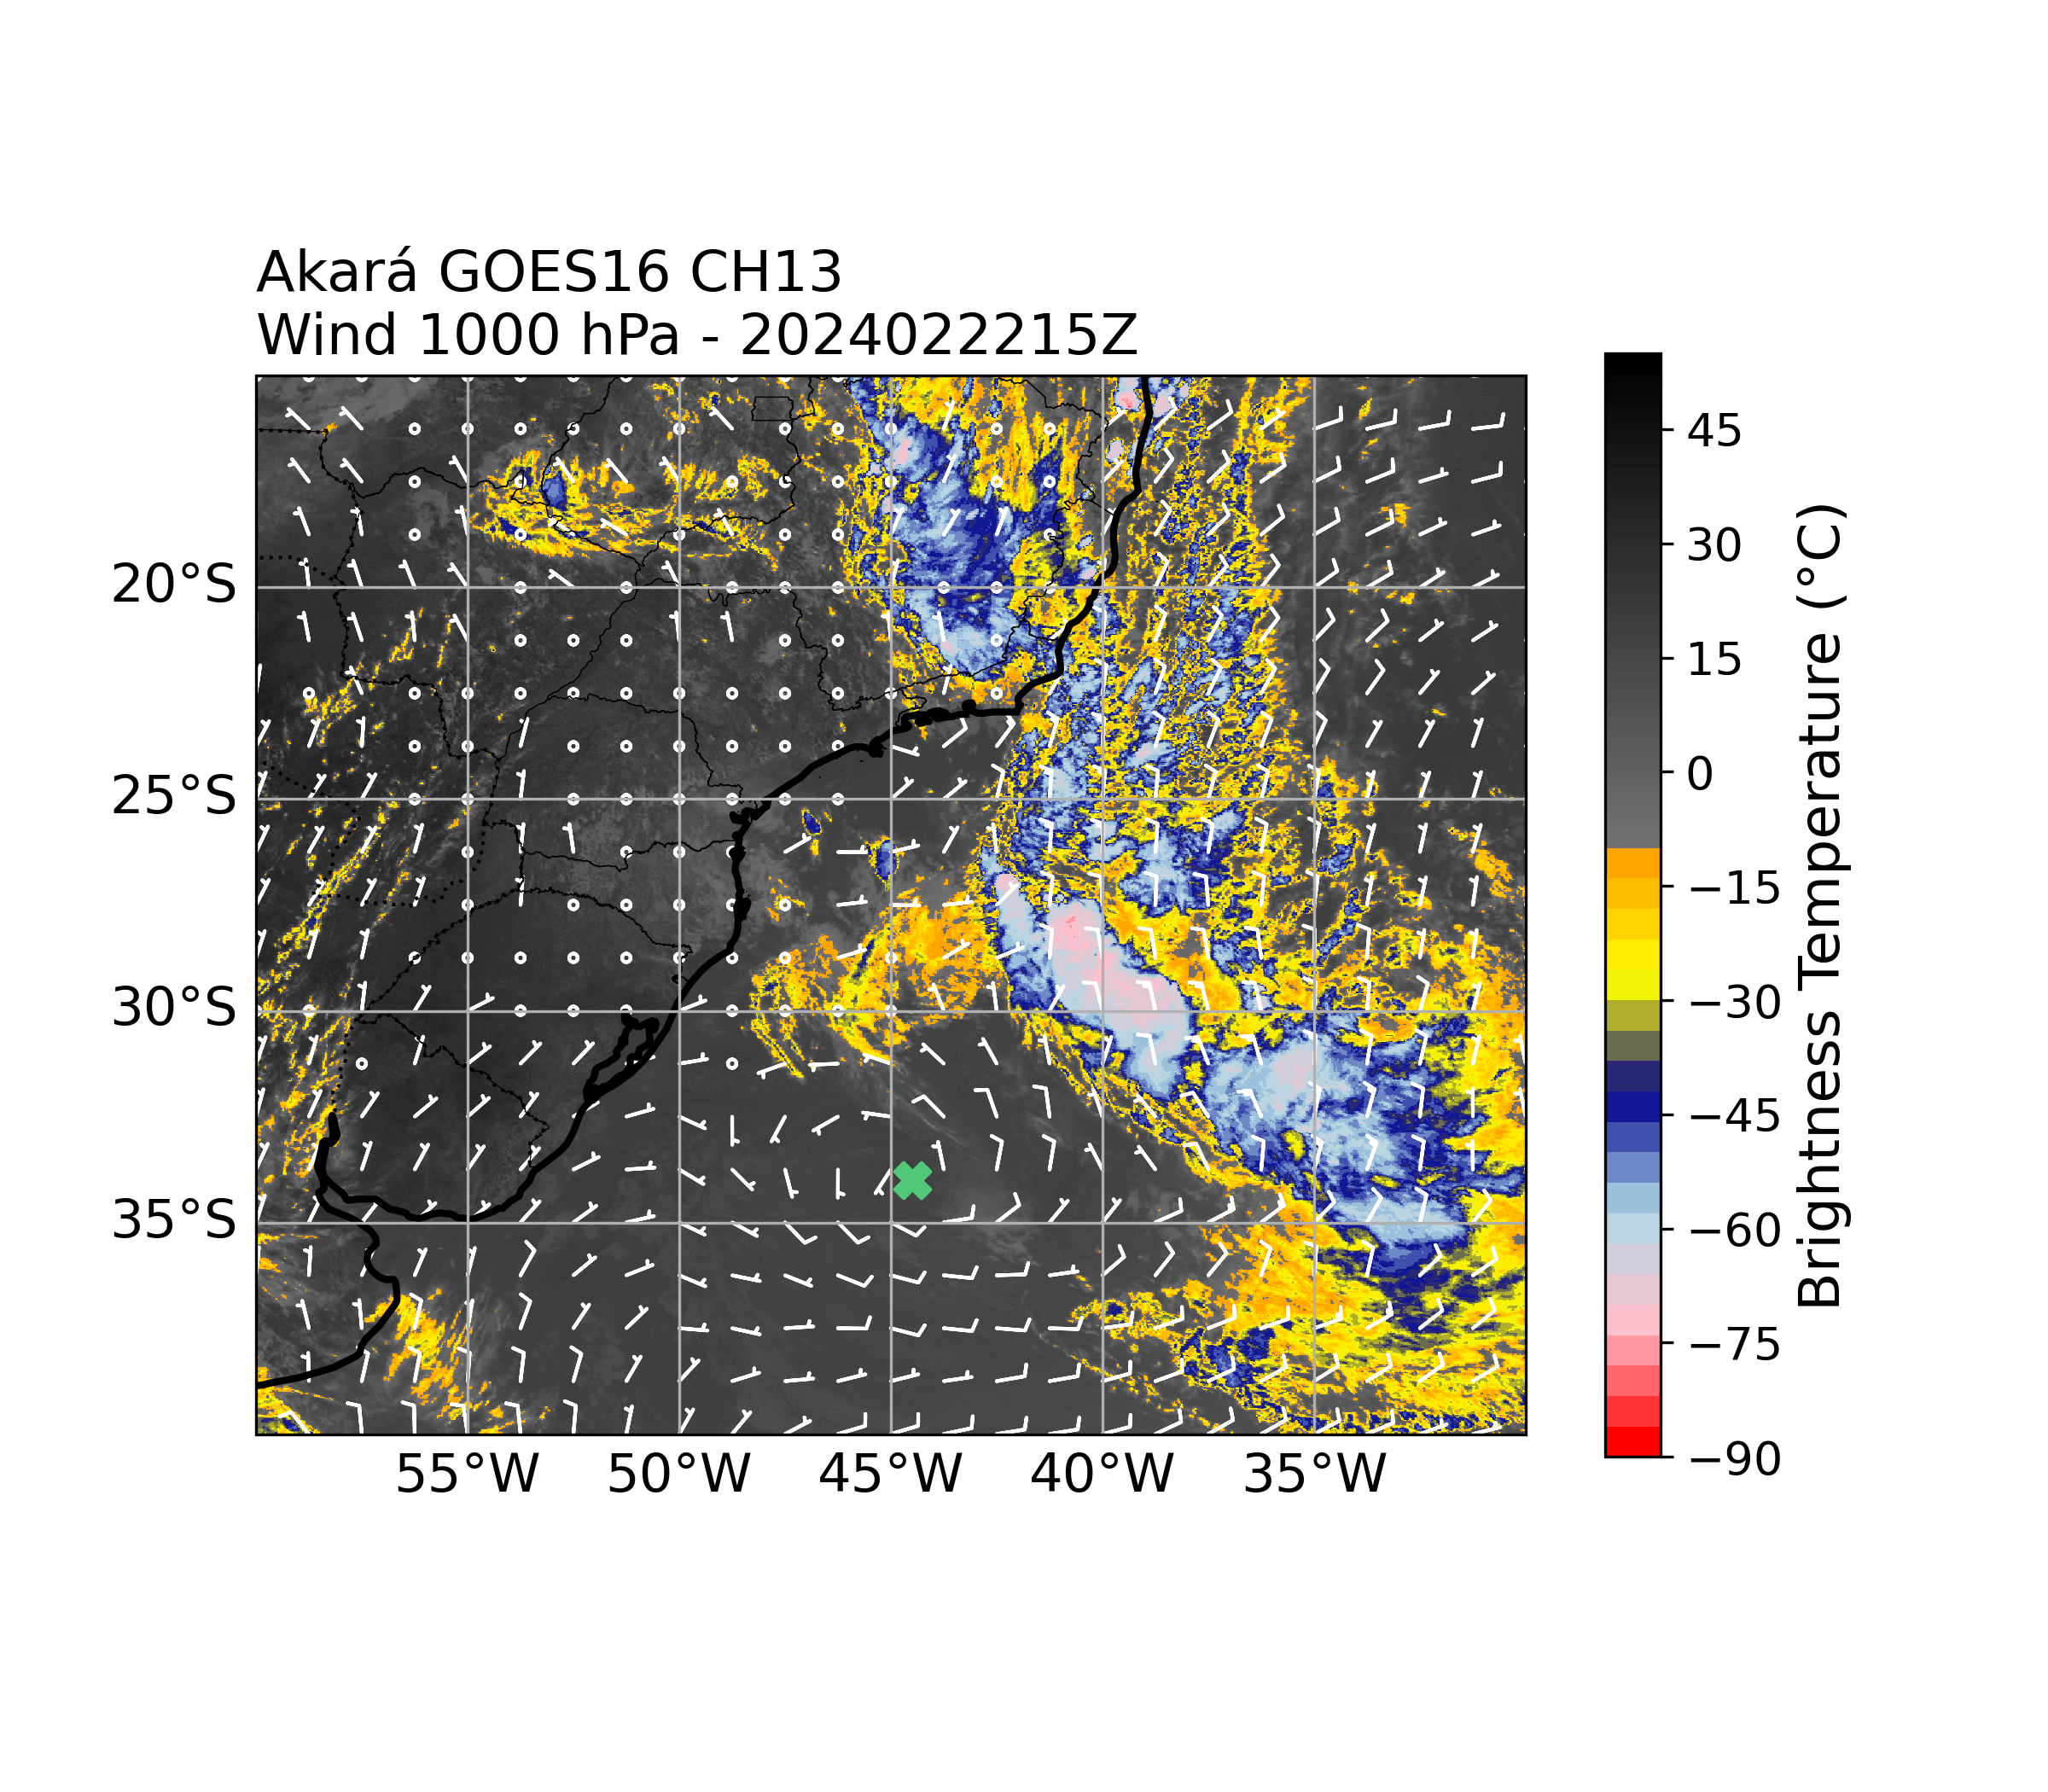 Akará GOES16 CH13
Wind 1000 hPa - 2024022215Z
20°S
25°S
30°S
35°S
55°W
50°W
45°W
40°W
35°W
45
30
15
0
−15
−30
−45
−60
−75
−90
Brightness Temperature (°C)